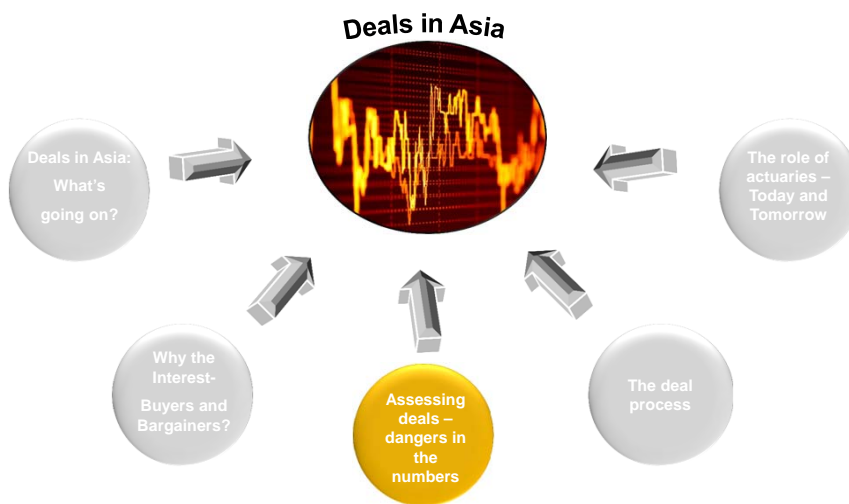 Deals in Asia
Deals in Asia:
What's
going on?
The role of
actuaries –
Today and
Tomorrow
Why the
Interest-
Buyers and
Bargainers?
Assessing
deals –
dangers in
the
numbers
The deal
process